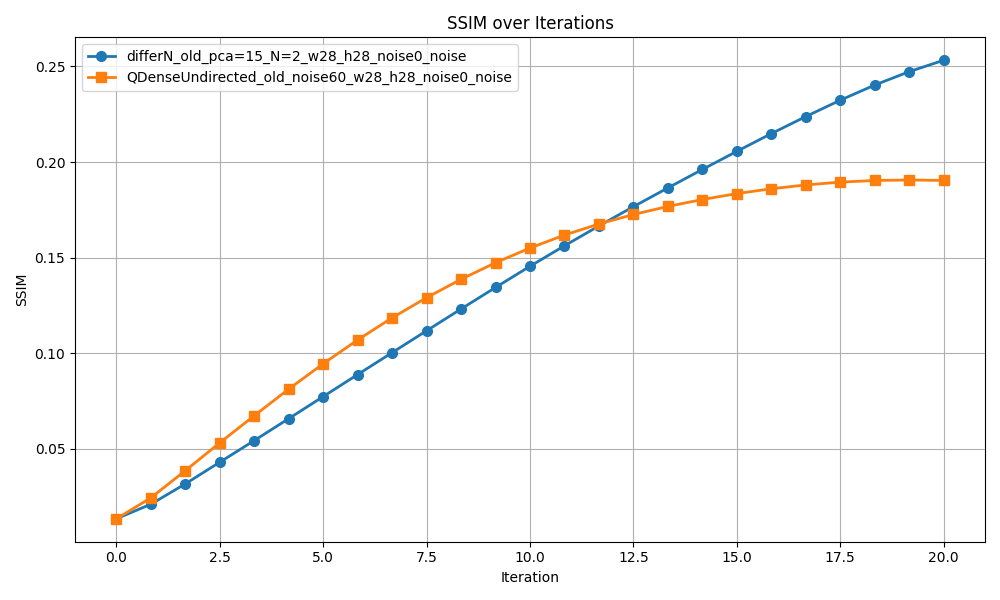 SSIM over Iterations
differN_old_pca=15_N=2_w28_h28_noise0_noise
QDenseUndirected_old_noise60_w28_h28_noise0_noise
SSIM
0.25
0.20
0.15
0.10
0.05
0.0 2.5 5.0 7.5 10.0 12.5 15.0 17.5 20.0
Iteration